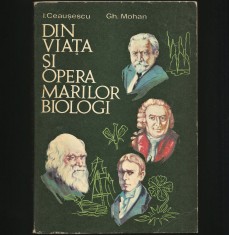 I. Ceaușescu Gh. Mohan
DIN
VIAȚA
ȘI
OPERA
MARILOR
BIOLOGI